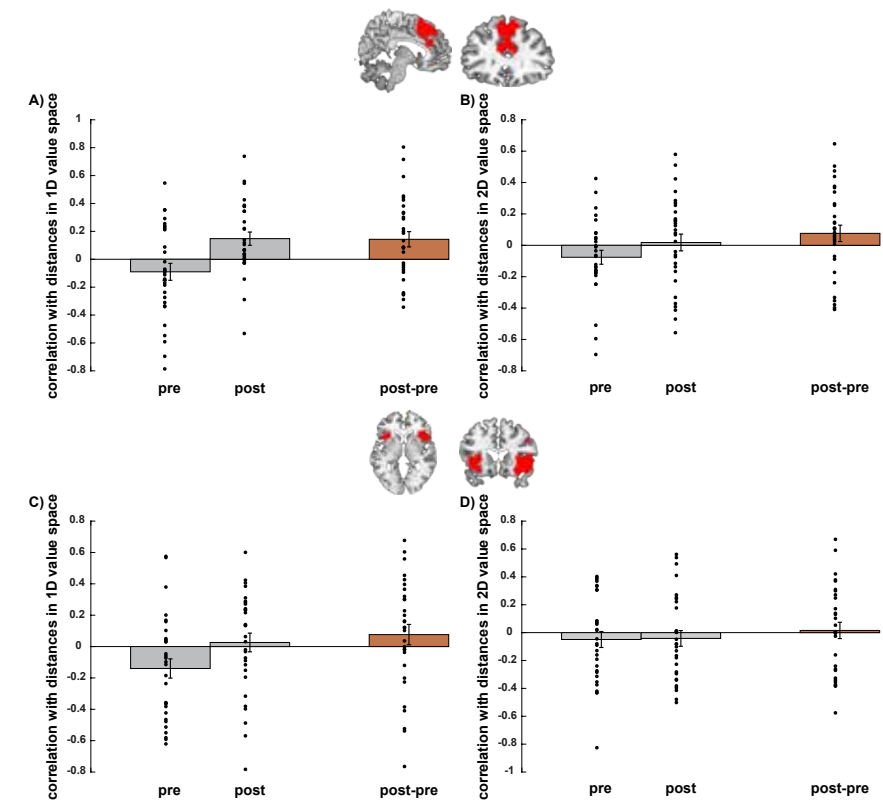 A)
correlation with distances in 1D value space
1
0.8
0.6
0.4
0.2
0
-0.2
-0.4
-0.6
-0.8
pre
post
post-pre
B)
correlation with distances in 2D value space
0.8
0.6
0.4
0.2
0
-0.2
-0.4
-0.6
-0.8
pre
post
post-pre
C)
correlation with distances in 1D value space
0.8
0.6
0.4
0.2
0
-0.2
-0.4
-0.6
-0.8
pre
post
post-pre
D)
correlation with distances in 2D value space
0.8
0.6
0.4
0.2
0
-0.2
-0.4
-0.6
-0.8
-1
pre
post
post-pre